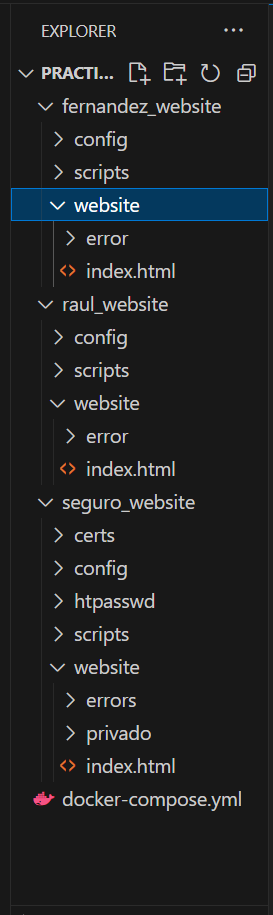 EXPLORER
PRACTI...
fernandez_website
config
scripts
website
error
index.html
raul_website
config
scripts
website
error
index.html
seguro_website
certs
config
htpasswd
scripts
website
errors
privado
index.html
docker-compose.yml